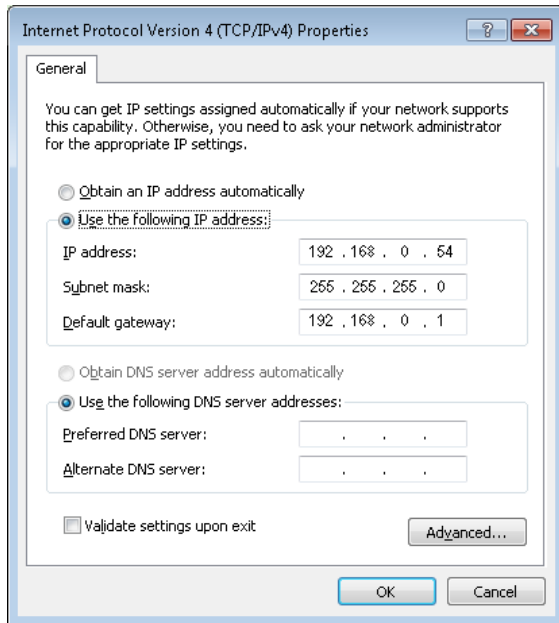 Internet Protocol Version 4 (TCP/IPv4) Properties
General
You can get IP settings assigned automatically if your network supports
this capability. Otherwise, you need to ask your network administrator
for the appropriate IP settings.
Obtain an IP address automatically
Use the following IP address:
IP address: 192 . 168 . 0 . 54
Subnet mask: 255 . 255 . 255 . 0
Default gateway: 192 . 168 . 0 . 1
Obtain DNS server address automatically
Use the following DNS server addresses:
Preferred DNS server: . . .
Alternate DNS server: . . .
Validate settings upon exit
Advanced...
OK Cancel